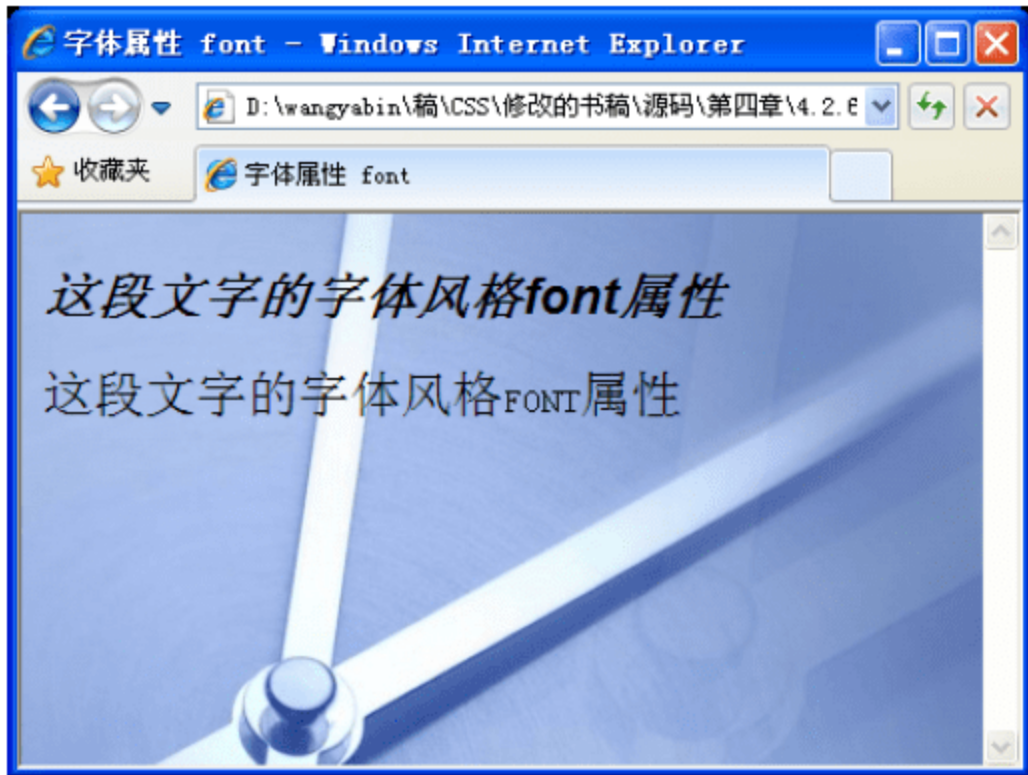 字体属性 font - Windows Internet Explorer
D:\wangyabin\稿\CSS\修改的书稿\源码\第四章\4.2.6
收藏夹
字体属性 font
这段文字的字体风格font属性
这段文字的字体风格FONT属性